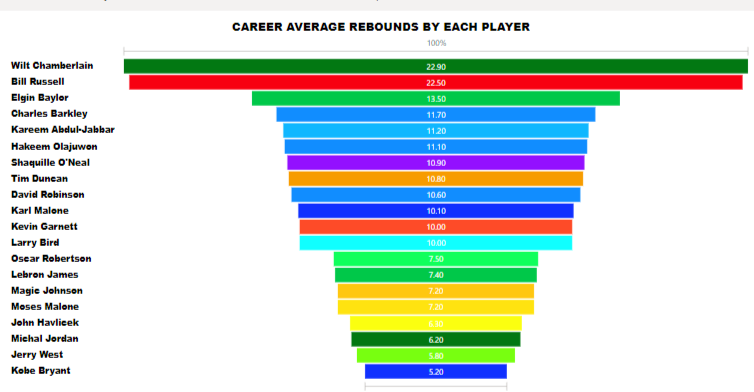 CAREER AVERAGE REBOUNDS BY EACH PLAYER
100%
Wilt Chamberlain 22.90
Bill Russell 22.50
Elgin Baylor 13.50
Charles Barkley 11.70
Kareem Abdul-Jabbar 11.20
Hakeem Olajuwon 11.10
Shaquille O'Neal 10.90
Tim Duncan 10.80
David Robinson 10.60
Karl Malone 10.10
Kevin Garnett 10.00
Larry Bird 10.00
Oscar Robertson 7.50
Lebron James 7.40
Magic Johnson 7.20
Moses Malone 7.20
John Havlicek
Michal Jordan 6.20
Jerry West 5.80
Kobe Bryant 5.20